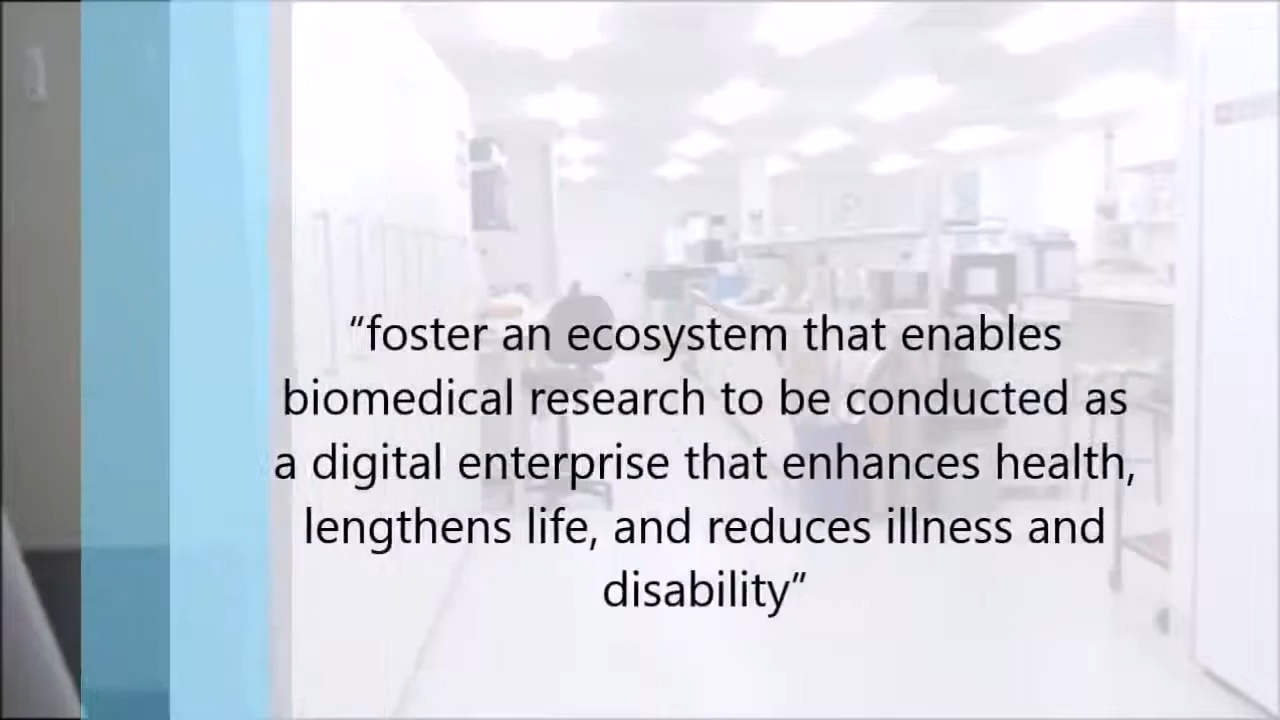 “foster an ecosystem that enables
biomedical research to be conducted as
a digital enterprise that enhances health,
lengthens life, and reduces illness and
disability”